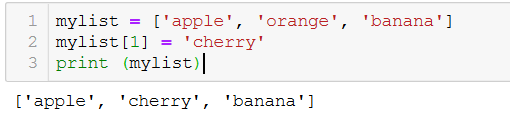 1 mylist = ['apple', 'orange', 'banana']
2 mylist[1] = 'cherry'
3 print (mylist)
['apple', 'cherry', 'banana']